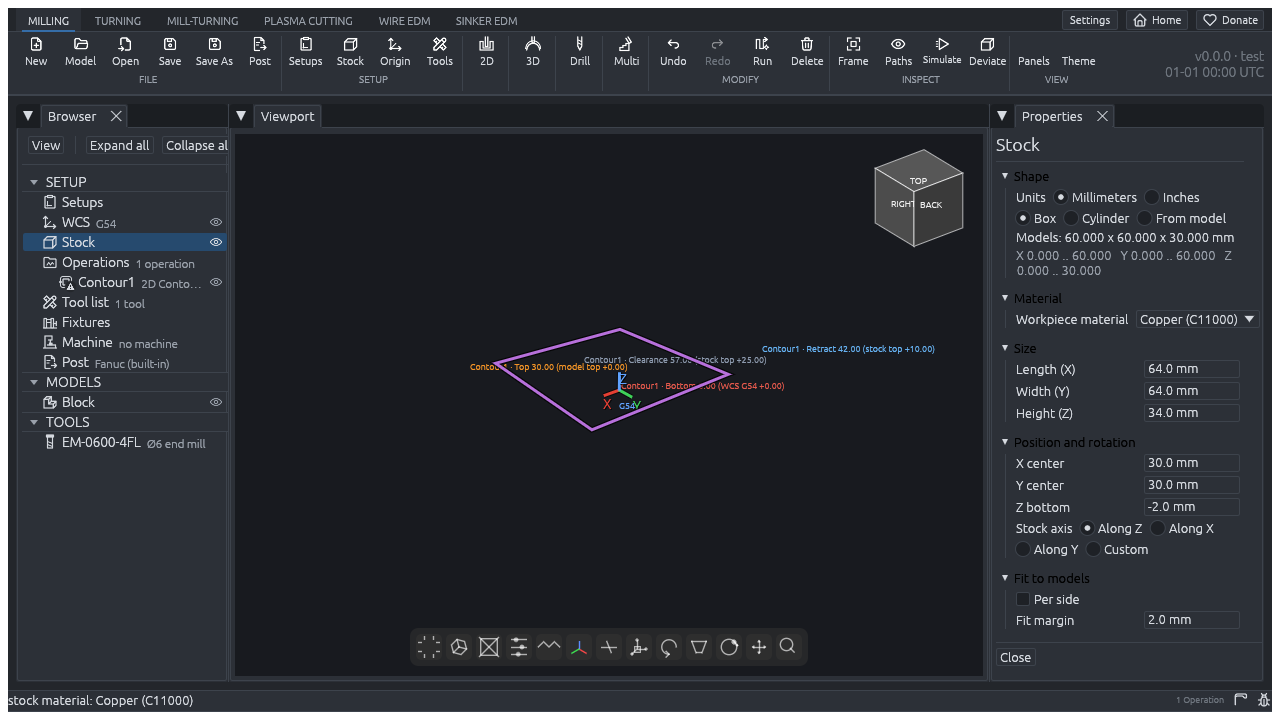 MILLING TURNING MILL-TURNING PLASMA CUTTING WIRE EDM SINKER EDM Settings Home Donate
New Model Open Save Save As Post Setups Stock Origin Tools 2D 3D Drill Multi Undo Redo Run Delete Frame Paths Simulate Deviate Panels Theme
FILE SETUP MODIFY INSPECT VIEW
v0.0.0 · test
01-01 00:00 UTC
Browser
View Expand all Collapse al
SETUP
Setups
WCS G54
Stock
Operations 1 operation
Contour1 2D Conto...
Tool list 1 tool
Fixtures
Machine no machine
Post Fanuc (built-in)
MODELS
Block
TOOLS
EM-0600-4FL Ø6 end mill
Viewport
TOP
RIGHT BACK
Contour1 · Retract 42.00 (stock top +10.00)
Contour1 · Clearance 57.00 (stock top +25.00)
Contour1 · Top 30.00 (model top +0.00)
Z
Contour1 · Bottom 0.00 (WCS G54 +0.00)
X G54 Y
Properties
Stock
Shape
Units Millimeters Inches
Box Cylinder From model
Models: 60.000 x 60.000 x 30.000 mm
X 0.000 .. 60.000 Y 0.000 .. 60.000 Z
0.000 .. 30.000
Material
Workpiece material Copper (C11000)
Size
Length (X) 64.0 mm
Width (Y) 64.0 mm
Height (Z) 34.0 mm
Position and rotation
X center 30.0 mm
Y center 30.0 mm
Z bottom -2.0 mm
Stock axis Along Z Along X
Along Y Custom
Fit to models
Per side
Fit margin 2.0 mm
Close
stock material: Copper (C11000) 1 Operation